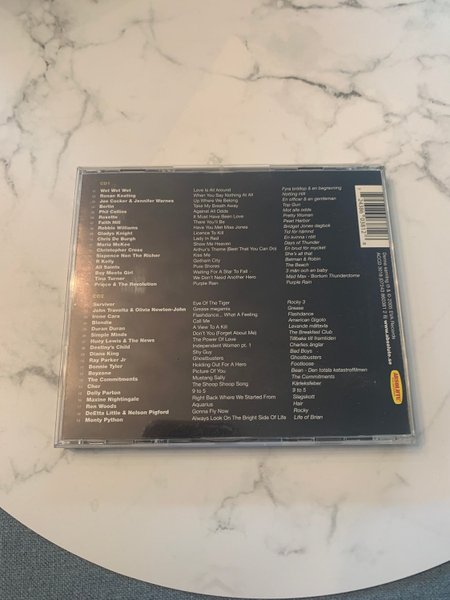 CD1
Wet Wet Wet Love Is All Around Fyra bröllop & en begravning
Ronan Keating When You Say Nothing At All Notting Hill
Joe Cocker & Jennifer Warnes Up Where We Belong En officer & en gentleman
Berlin Take My Breath Away Top Gun
Phil Collins Against All Odds Mot alla odds
Roxette It Must Have Been Love Pretty Woman
Faith Hill There You'll Be Pearl Harbor
Robbie Williams Have You Met Miss Jones Bridget Jones dagbok
Gladys Knight Licence To Kill Tid för hämnd
Chris De Burgh Lady In Red En kvinna i rött
Maria McKee Show Me Heaven Days of Thunder
Christopher Cross Arthur's Theme (Best That You Can Do) En brud för mycket
Sixpence Non The Richer Kiss Me She's all that
R Kelly Gotham City Batman & Robin
All Saints Pure Shores The Beach
Boy Meets Girl Waiting For A Star To Fall 3 män och en baby
Tina Turner We Don't Need Another Hero Mad Max - Bortom Thunderdome
Prince & The Revolution Purple Rain Purple Rain
CD2
Survivor Eye Of The Tiger Rocky 3
John Travolta & Olivia Newton-John Grease megamix Grease
Irene Cara Flashdance... What A Feeling Flashdance
Blondie Call Me American Gigolo
Duran Duran A View To A Kill Levande måltavla
Simple Minds Don't You (Forget About Me) The Breakfast Club
Huey Lewis & The News The Power Of Love Tillbaka till framtiden
Destiny's Child Independent Women pt. 1 Charlies änglar
Diana King Shy Guy Bad Boys
Ray Parker Jr Ghostbusters Ghostbusters
Bonnie Tyler Holding Out For A Hero Footloose
Boyzone Picture Of You Bean - Den totala katastroffilmen
The Commitments Mustang Sally The Commitments
Cher The Shoop Shoop Song Kärleksfeber
Dolly Parton 9 to 5 9 to 5
Maxine Nightingale Right Back Where We Started From Slagskott
Ren Woods Aquarius Hair
DeEtta Little & Nelson Pigford Gonna Fly Now Rocky
Monty Python Always Look On The Bright Side Of Life Life of Brian
www.absolute.se
ABSOLUTE